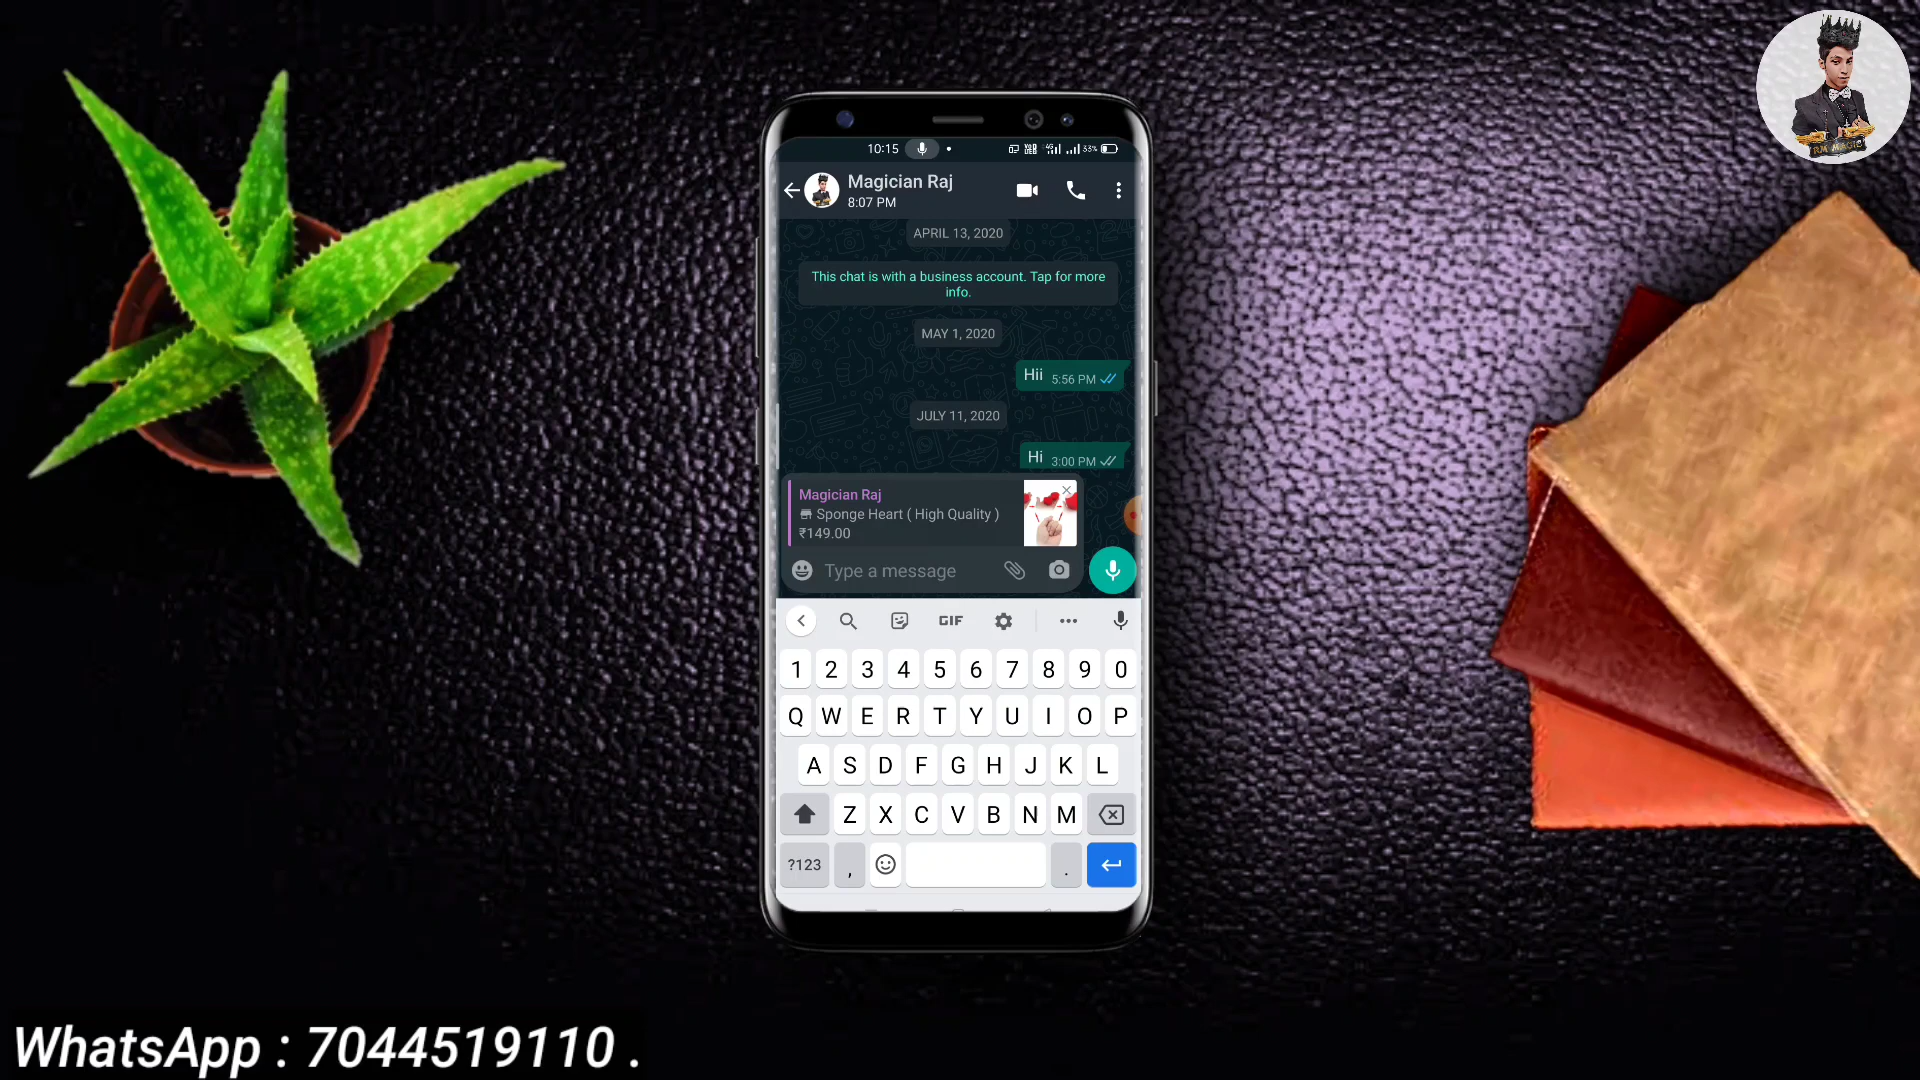 RM MAGIC
10:15
33%
Magician Raj
8:07 PM
APRIL 13, 2020
This chat is with a business account. Tap for more
info.
MAY 1, 2020
Hii 5:56 PM
JULY 11, 2020
Hi 3:00 PM
Magician Raj
Sponge Heart ( High Quality )
₹149.00
Type a message
GIF
1 2 3 4 5 6 7 8 9 0
Q W E R T Y U I O P
A S D F G H J K L
Z X C V B N M
?123 , .
WhatsApp : 7044519110 .